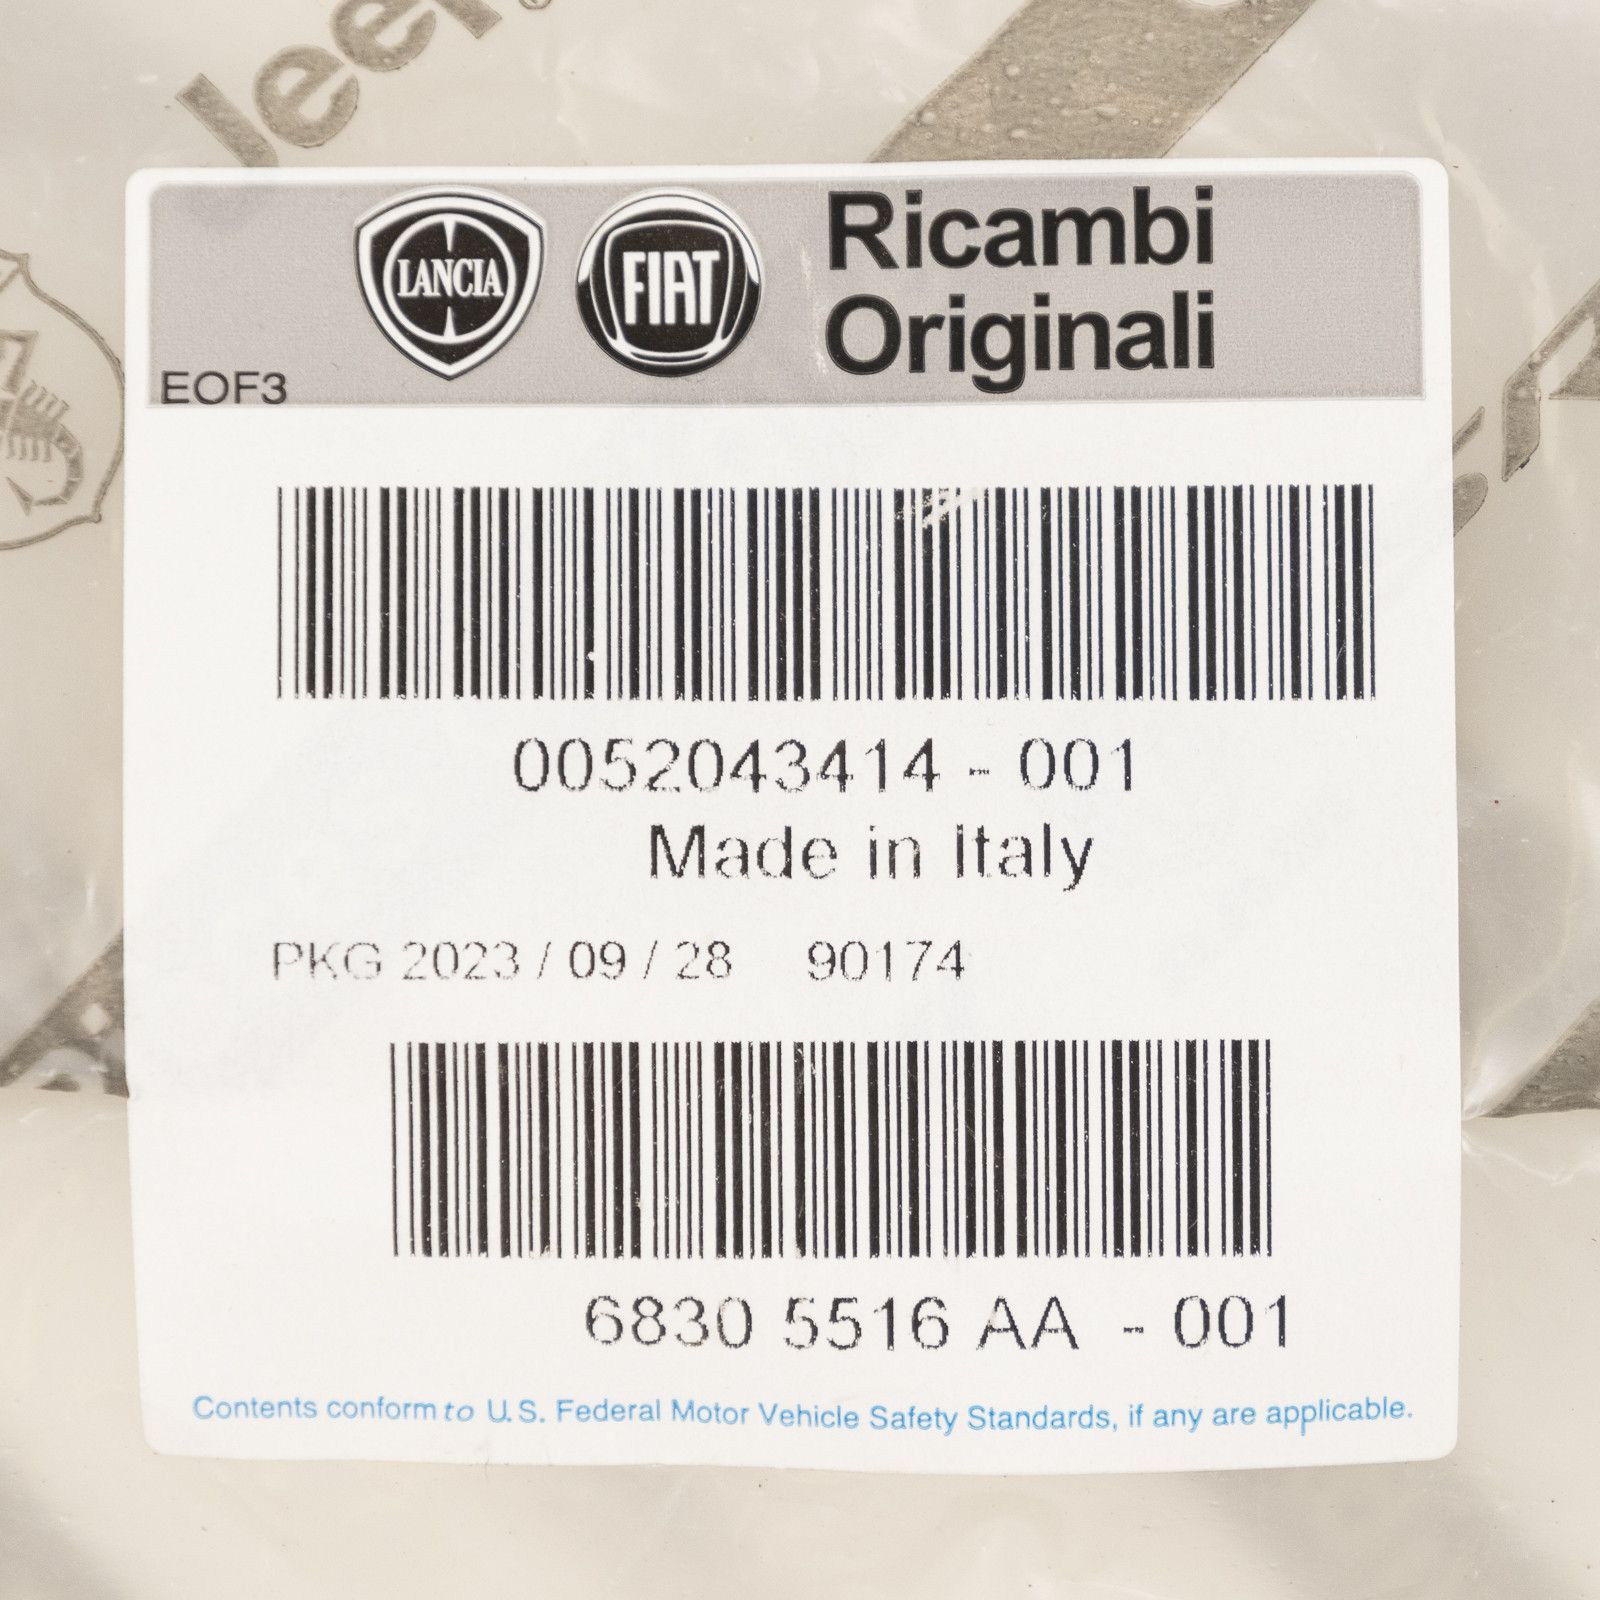 Jeep
LANCIA
FIAT
Ricambi
Originali
EOF3
0052043414 - 001
Made in Italy
PKG 2023 / 09 / 28 90174
6830 5516 AA - 001
Contents conform to U.S. Federal Motor Vehicle Safety Standards, if any are applicable.